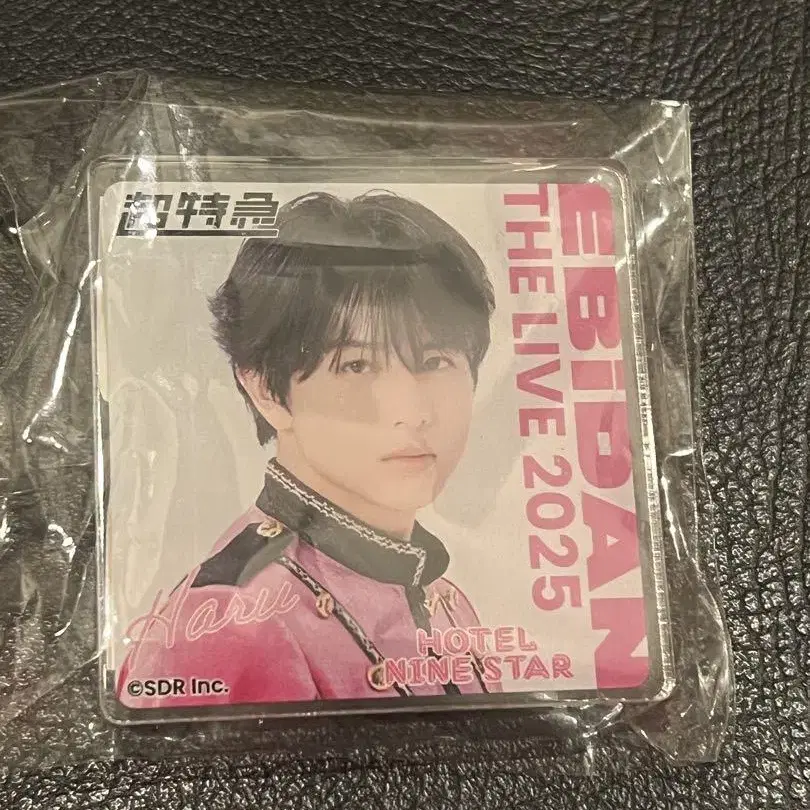 超特急
EBiDAN
THE LIVE 2025
Haru
HOTEL
NINE STAR
©SDR Inc.